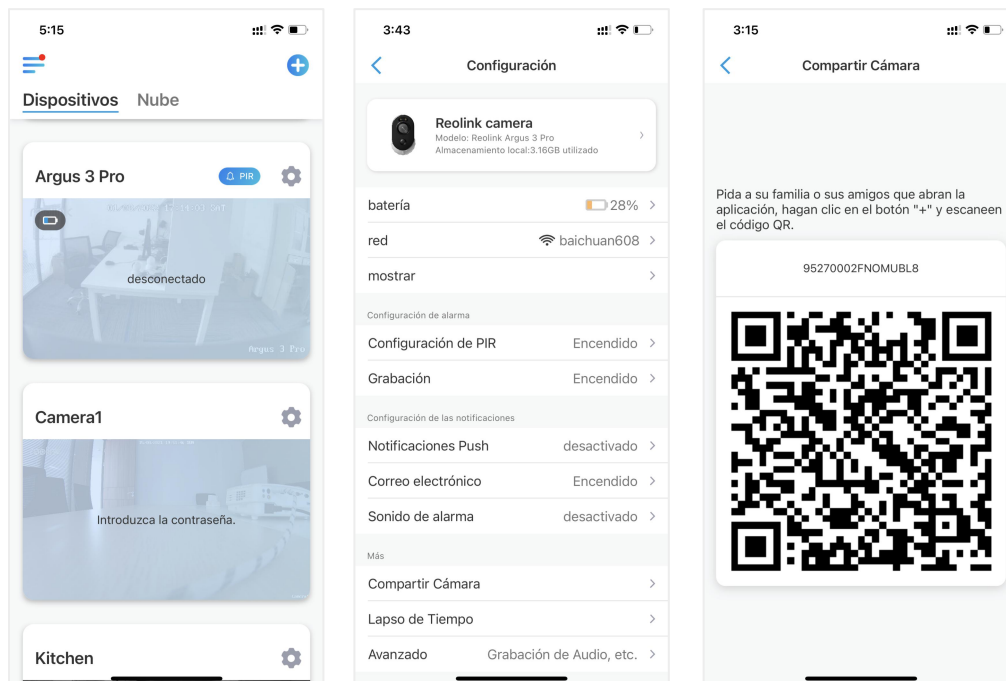 5:15
Dispositivos Nube
Argus 3 Pro
PIR
desconectado
Argus 3 Pro
Camera1
Introduzca la contraseña.
Kitchen
3:43
Configuración
Reolink camera
Modelo: Reolink Argus 3 Pro
Almacenamiento local:3.16GB utilizado
batería 28%
red baichuan608
mostrar
Configuración de alarma
Configuración de PIR Encendido
Grabación Encendido
Configuración de las notificaciones
Notificaciones Push desactivado
Correo electrónico Encendido
Sonido de alarma desactivado
Más
Compartir Cámara
Lapso de Tiempo
Avanzado Grabación de Audio, etc.
3:15
Compartir Cámara
Pida a su familia o sus amigos que abran la
aplicación, hagan clic en el botón "+" y escaneen
el código QR.
95270002FNOMUBL8